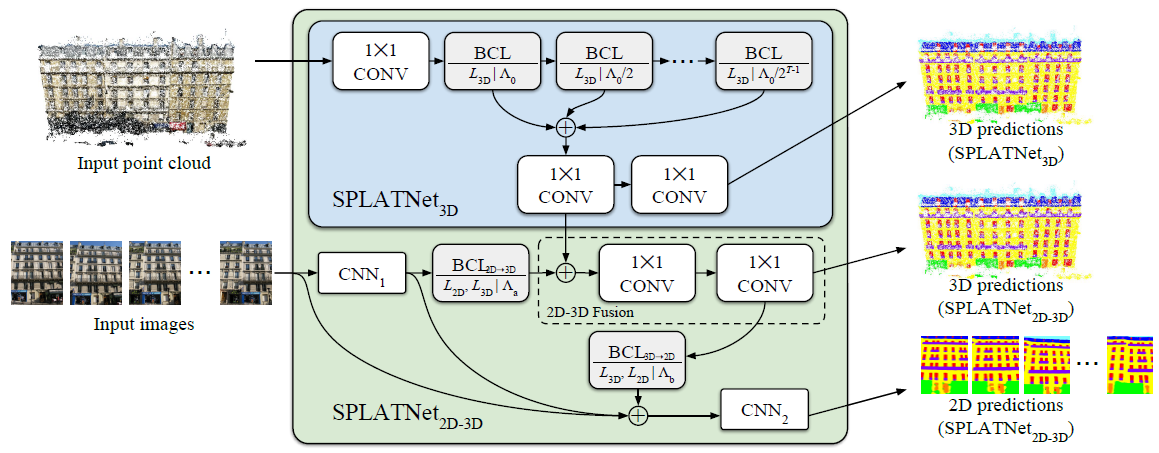 1×1
CONV
BCL
L3D | Λ0
BCL
L3D | Λ0/2
...
BCL
L3D | Λ0/2^T-1
+
Input point cloud
1×1
CONV
1×1
CONV
SPLATNet3D
3D predictions
(SPLATNet3D)
CNN1
BCL2D→3D
L2D, L3D | Λa
+
1×1
CONV
1×1
CONV
2D-3D Fusion
...
Input images
3D predictions
(SPLATNet2D-3D)
BCL3D→2D
L3D, L2D | Λb
...
SPLATNet2D-3D
+
CNN2
2D predictions
(SPLATNet2D-3D)